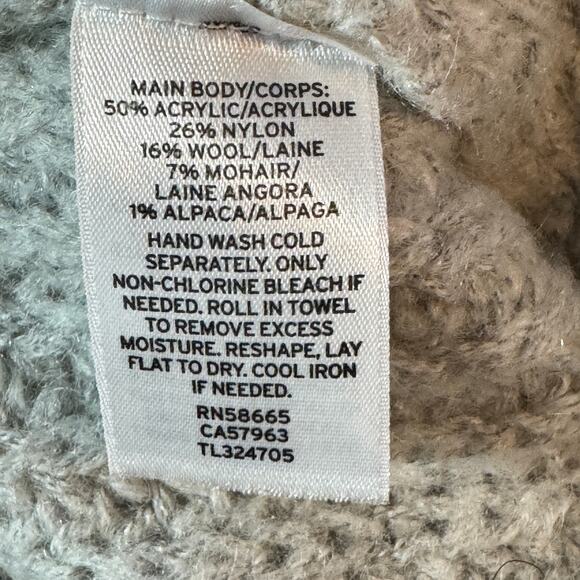 MAIN BODY/CORPS:
50% ACRYLIC/ACRYLIQUE
26% NYLON
16% WOOL/LAINE
7% MOHAIR/
LAINE ANGORA
1% ALPACA/ALPAGA
HAND WASH COLD
SEPARATELY. ONLY
NON-CHLORINE BLEACH IF
NEEDED. ROLL IN TOWEL
TO REMOVE EXCESS
MOISTURE. RESHAPE, LAY
FLAT TO DRY. COOL IRON
IF NEEDED.
RN58665
CA57963
TL324705